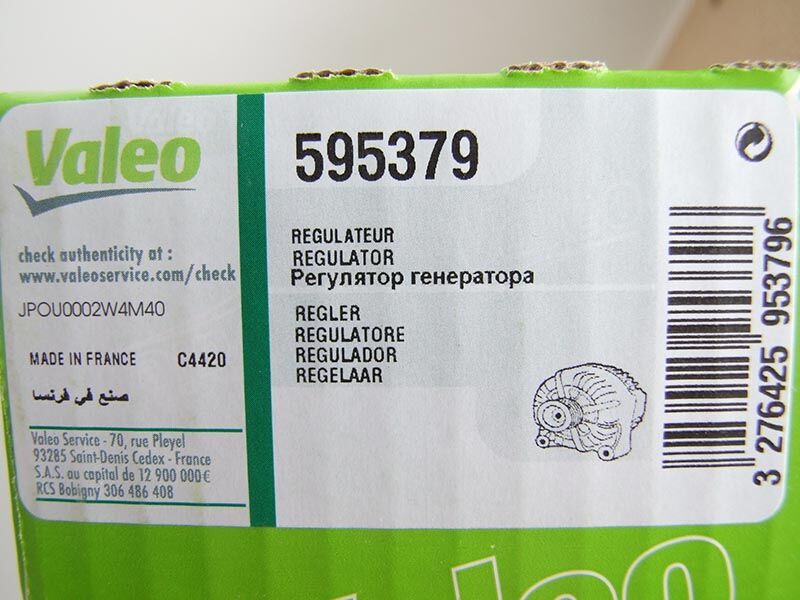 Valeo
check authenticity at :
www.valeoservice.com/check
JPOU0002W4M40
MADE IN FRANCE C4420
صنع في فرنسا
Valeo Service - 70, rue Pleyel
93285 Saint-Denis Cedex - France
S.A.S. au capital de 12 900 000€
RCS Bobigny 306 486 408
595379
REGULATEUR
REGULATOR
Регулятор генератора
REGLER
REGULATORE
REGULADOR
REGELAAR
3 276425 953796